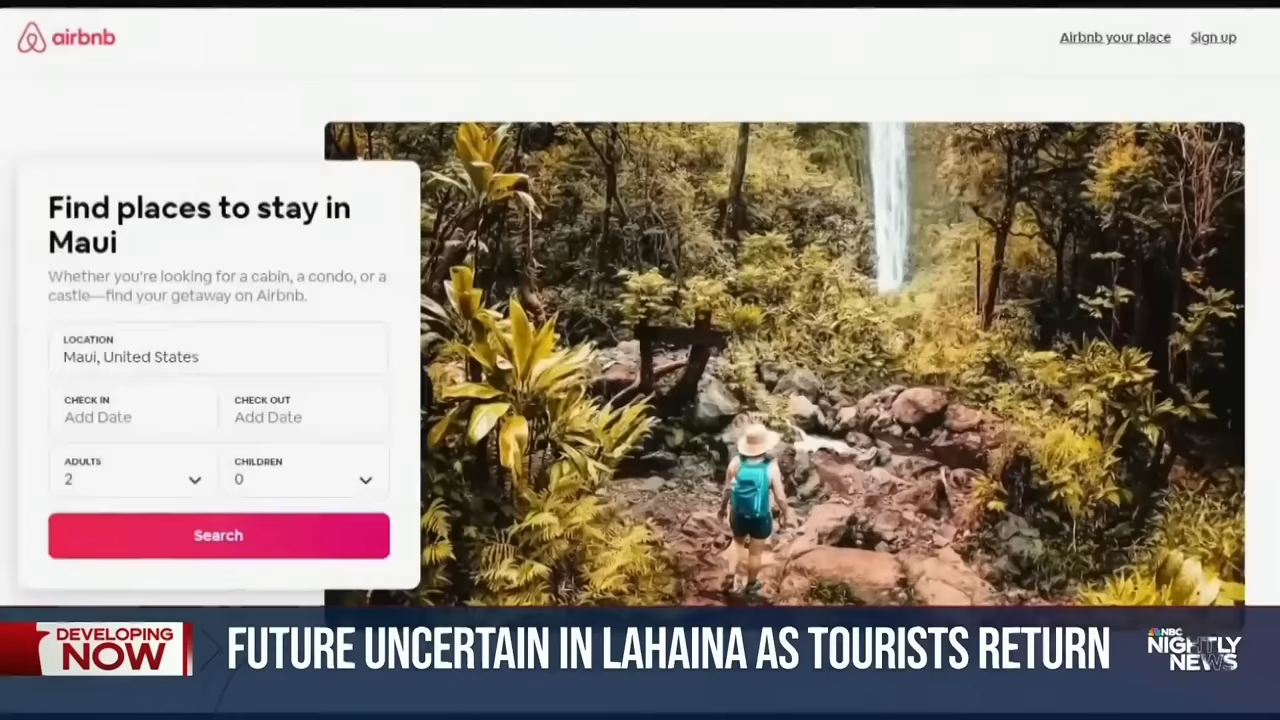 airbnb
Airbnb your place
Sign up
Find places to stay in
Maui
Whether you're looking for a cabin, a condo, or a
castle—find your getaway on Airbnb.
LOCATION
Maui, United States
CHECK IN
CHECK OUT
Add Date
Add Date
ADULTS
CHILDREN
2
0
Search
DEVELOPING
NOW
FUTURE UNCERTAIN IN LAHAINA AS TOURISTS RETURN
NBC
NIGHTLY
NEWS